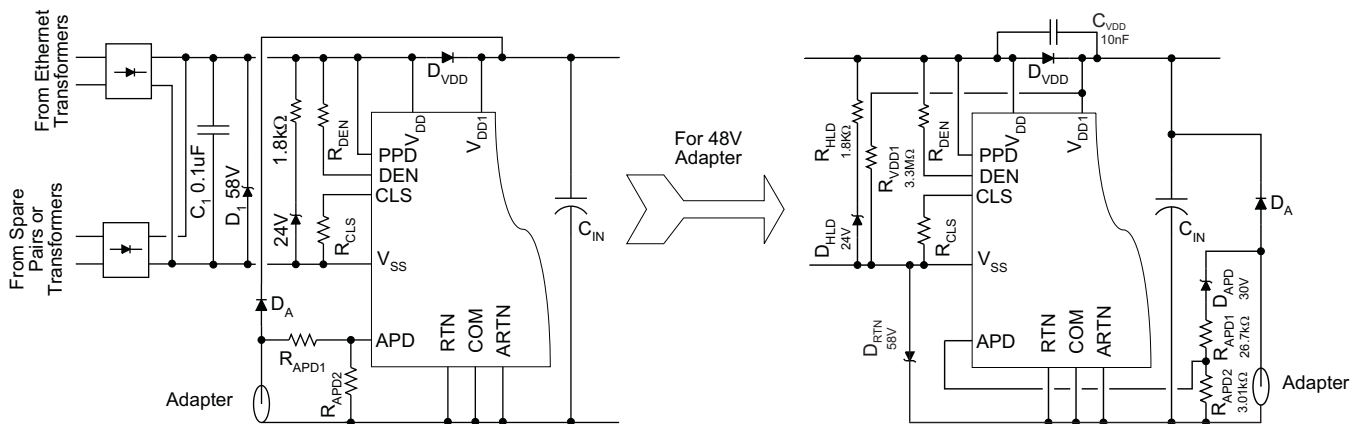 From Ethernet
Transformers
From Spare
Pairs or
Transformers
C1 0.1uF
D1 58V
1.8kΩ
24V
RDEN
RCLS
DVDD
VDD
VDD1
PPD
DEN
CLS
VSS
APD
RTN
COM
ARTN
CIN
DA
RAPD1
RAPD2
Adapter
For 48V
Adapter
CVDD
10nF
DVDD
RHLD
1.8KΩ
RVDD1
3.3MΩ
RDEN
DHLD
24V
RCLS
VDD
VDD1
PPD
DEN
CLS
VSS
APD
RTN
COM
ARTN
DRTN
58V
CIN
DA
DAPD
30V
RAPD1
26.7kΩ
RAPD2
3.01kΩ
Adapter